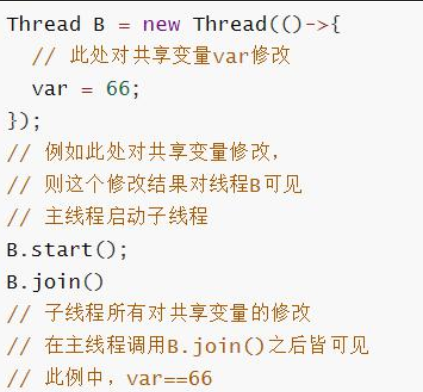 Thread B = new Thread(()->{
// 此处对共享变量var修改
var = 66;
});
// 例如此处对共享变量修改，
// 则这个修改结果对线程B可见
// 主线程启动子线程
B.start();
B.join()
// 子线程所有对共享变量的修改
// 在主线程调用B.join()之后皆可见
// 此例中，var==66